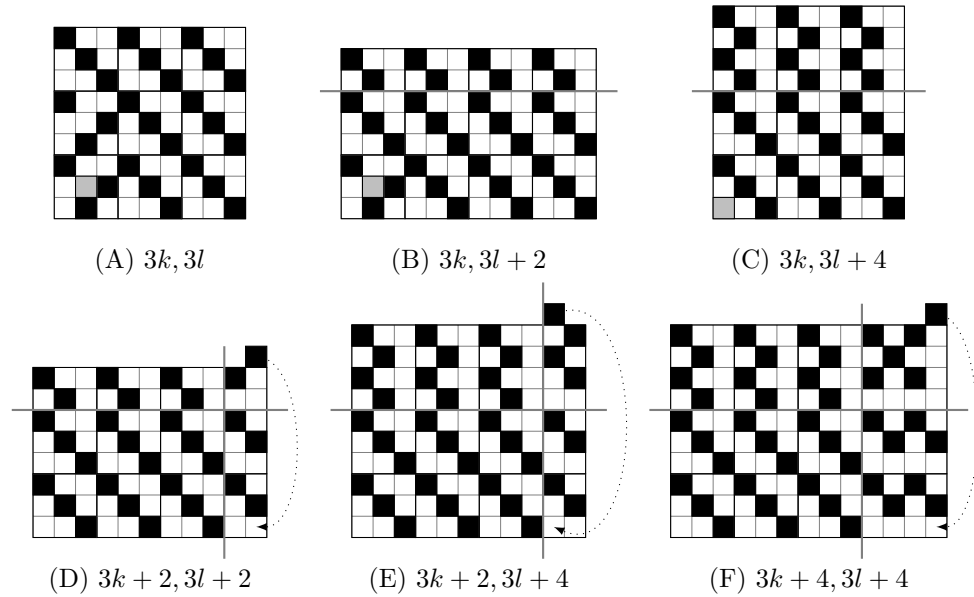 (A) 3k, 3l
(B) 3k, 3l + 2
(C) 3k, 3l + 4
(D) 3k + 2, 3l + 2
(E) 3k + 2, 3l + 4
(F) 3k + 4, 3l + 4